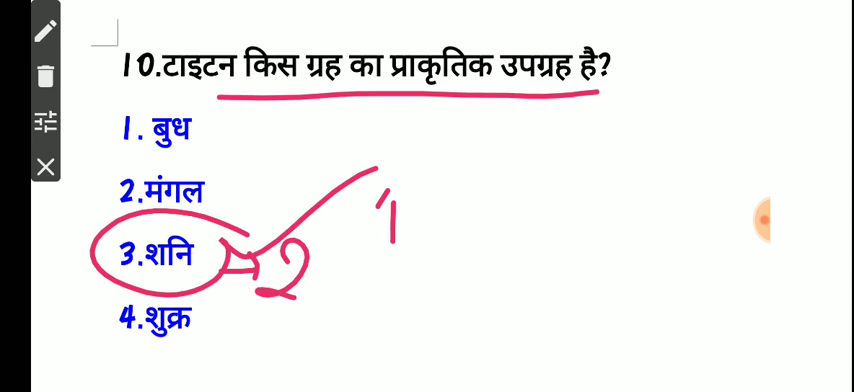 10.टाइटन किस ग्रह का प्राकृतिक उपग्रह है?
1. बुध
2.मंगल
3.शनि
4.शुक्र